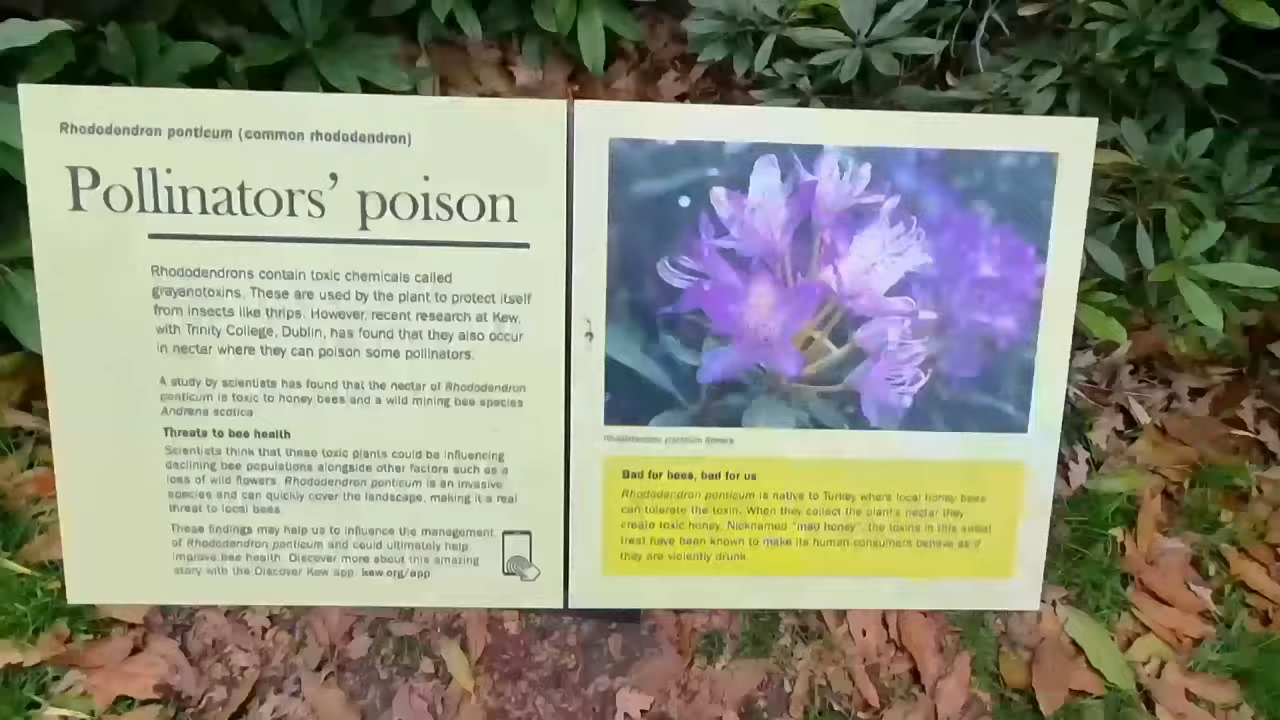 Rhododendron ponticum (common rhododendron)
Pollinators' poison
Rhododendrons contain toxic chemicals called
grayanotoxins. These are used by the plant to protect itself
from insects like thrips. However, recent research at Kew,
with Trinity College, Dublin, has found that they also occur
in nectar where they can poison some pollinators.
A study by scientists has found that the nectar of Rhododendron
ponticum is toxic to honey bees and a wild mining bee species
Andrena scotica
Threats to bee health
Scientists think that these toxic plants could be influencing
declining bee populations alongside other factors such as a
loss of wild flowers. Rhododendron ponticum is an invasive
species and can quickly cover the landscape, making it a real
threat to local bees.
These findings may help us to influence the management
of Rhododendron ponticum and could ultimately help
improve bee health. Discover more about this amazing
story with the Discover Kew app. kew.org/app
Rhododendron ponticum flowers
Bad for bees, bad for us
Rhododendron ponticum is native to Turkey where local honey bees
can tolerate the toxin. When they collect the plant's nectar they
create toxic honey. Nicknamed "mad honey", the toxins in this sweet
treat have been known to make its human consumers behave as if
they are violently drunk.